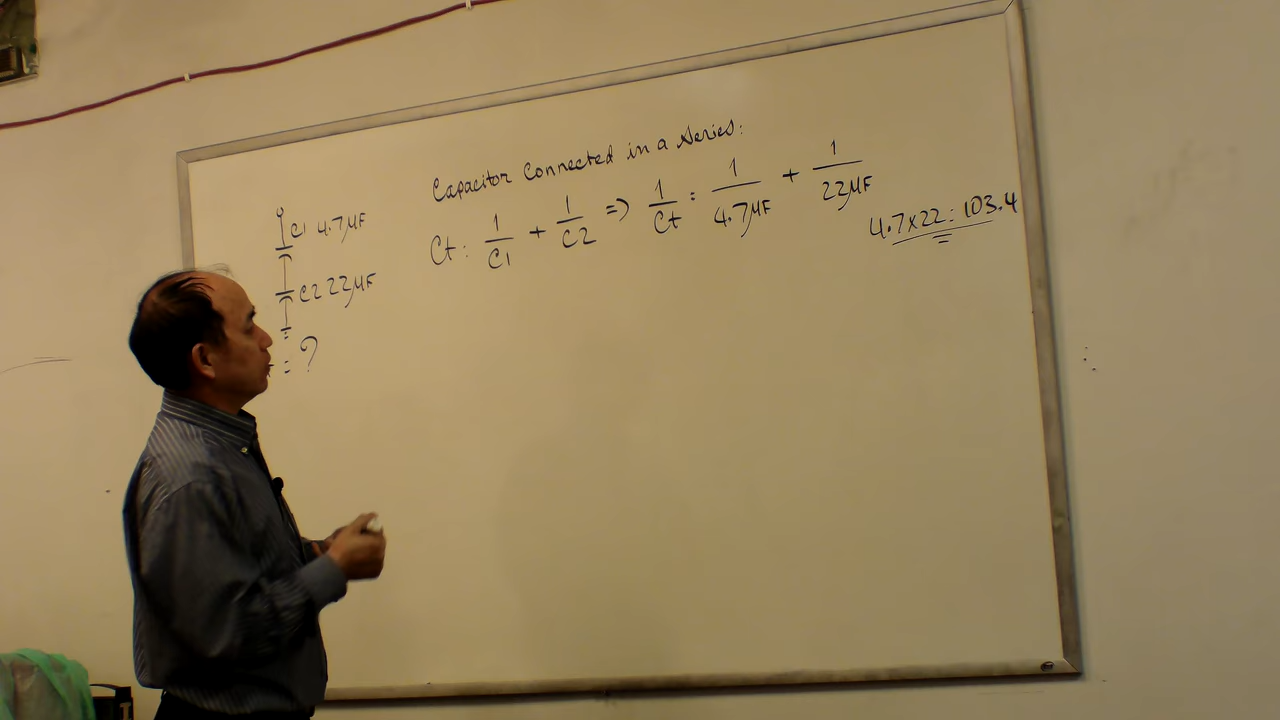 Capacitor Connected in a Series:
Ct: 1/C1 + 1/C2 => 1/Ct : 1/4.7µF + 1/22µF
4.7x22 : 103.4
C1 4.7µF
C2 22µF
= ?